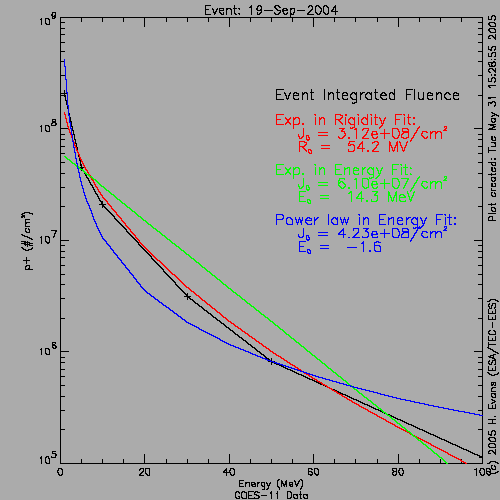 Event: 19-Sep-2004
Event Integrated Fluence
Exp. in Rigidity Fit:
J₀ = 3.12e+08/cm²
R₀ = 54.2 MV
Exp. in Energy Fit:
J₀ = 6.10e+07/cm²
E₀ = 14.3 MeV
Power law in Energy Fit:
J₀ = 4.23e+08/cm²
E₀ = -1.6
p+ (#/cm²)
10⁹
10⁸
10⁷
10⁶
10⁵
0 20 40 60 80 100
Energy (MeV)
GOES-11 Data
Plot created: Tue May 31 15:28:55 2005
(c) 2005 H. Evans (ESA/TEC-EES)